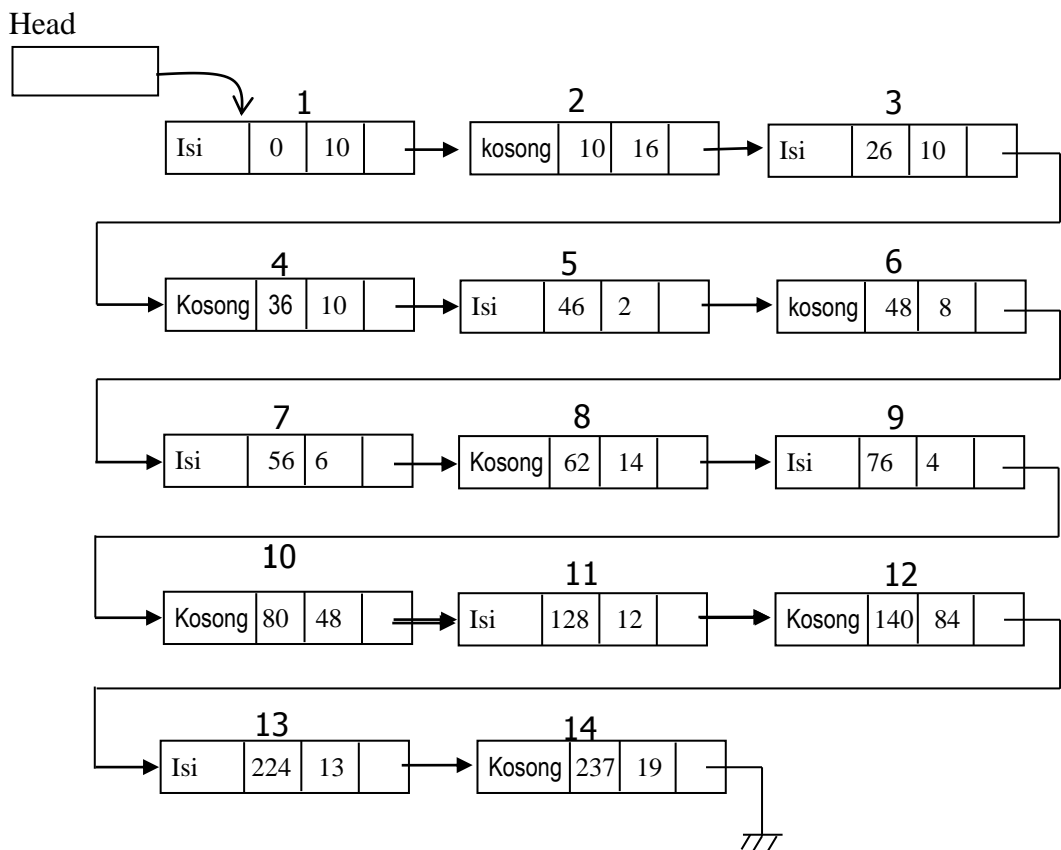 Head
1 2 3
Isi 0 10 kosong 10 16 Isi 26 10
4 5 6
Kosong 36 10 Isi 46 2 kosong 48 8
7 8 9
Isi 56 6 Kosong 62 14 Isi 76 4
10 11 12
Kosong 80 48 Isi 128 12 Kosong 140 84
13 14
Isi 224 13 Kosong 237 19